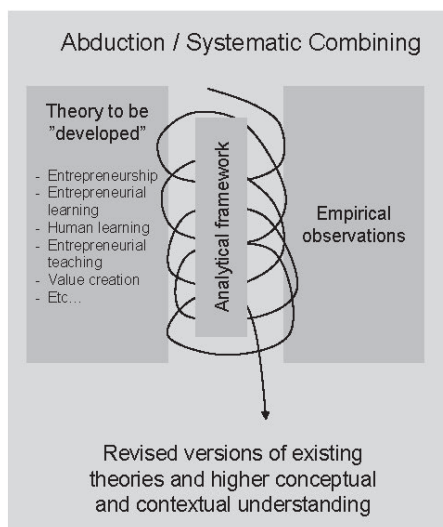 Abduction / Systematic Combining
Theory to be
"developed"
- Entrepreneurship
- Entrepreneurial
learning
- Human learning
- Entrepreneurial
teaching
- Value creation
- Etc...
Analytical framework
Empirical
observations
Revised versions of existing
theories and higher conceptual
and contextual understanding